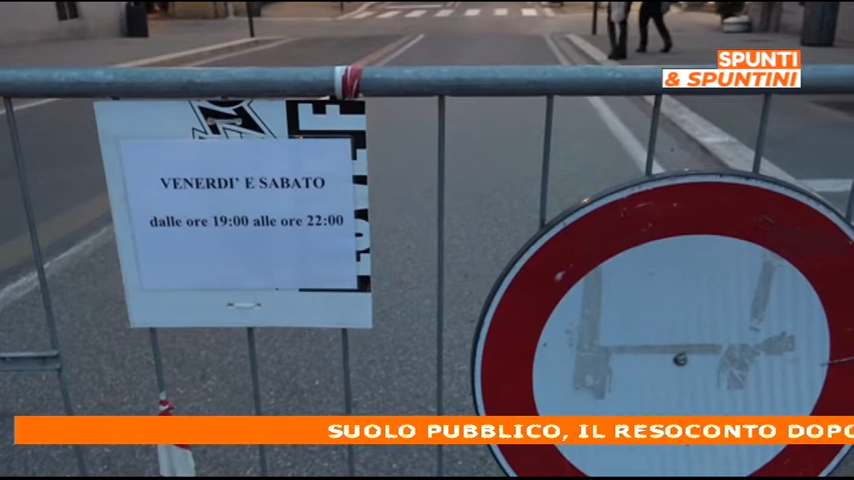 SPUNTI
& SPUNTINI
VENERDI' E SABATO
dalle ore 19:00 alle ore 22:00
SUOLO PUBBLICO, IL RESOCONTO DOPO